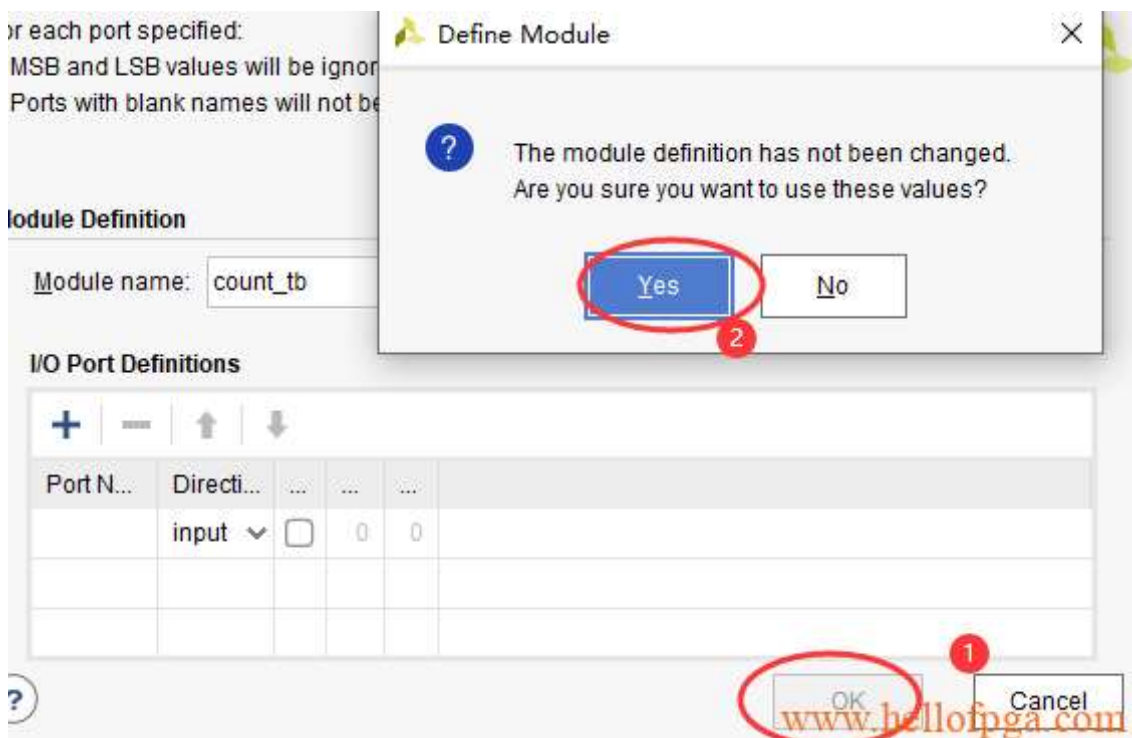 or each port specified:
MSB and LSB values will be ignor
Ports with blank names will not be
Define Module
?
The module definition has not been changed.
Are you sure you want to use these values?
Yes
No
2
Module Definition
Module name: count_tb
I/O Port Definitions
Port N... Directi... ... ... ...
input 0 0
1
?
OK
Cancel
www.hellofpga.com